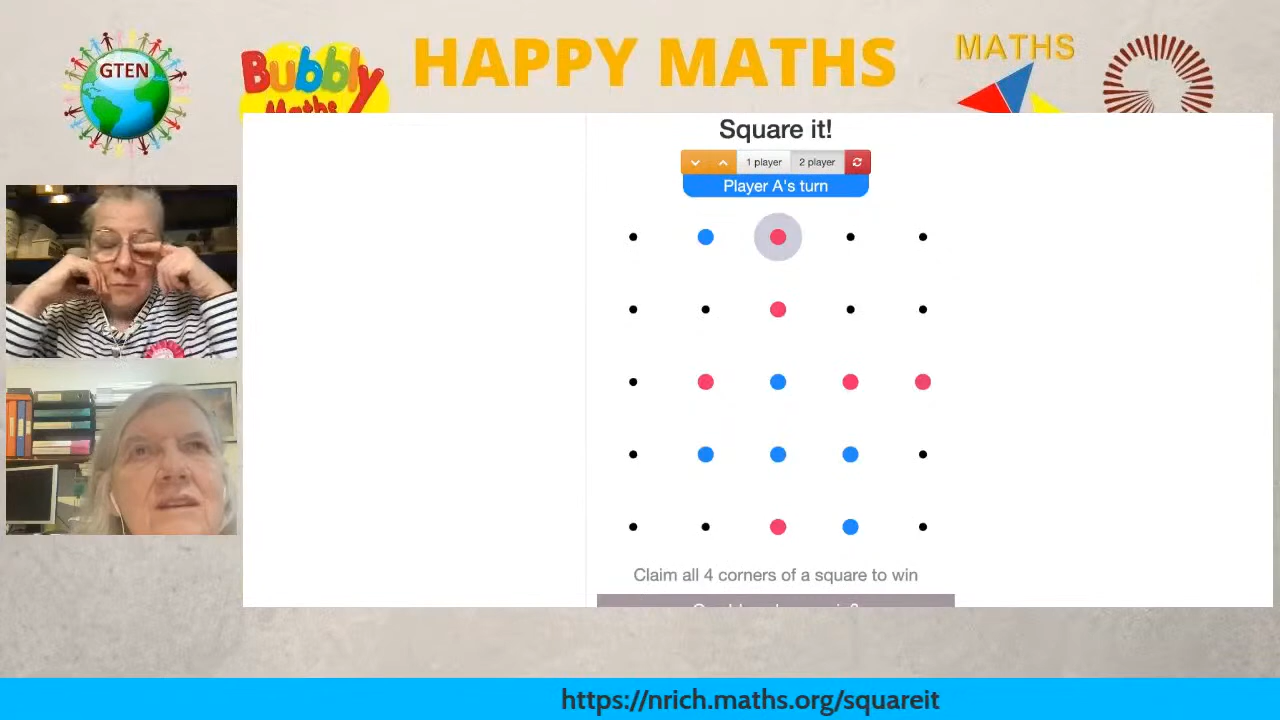 GTEN
Bubbly
Maths
HAPPY MATHS
MATHS
Square it!
1 player
2 player
Player A's turn
Claim all 4 corners of a square to win
https://nrich.maths.org/squareit